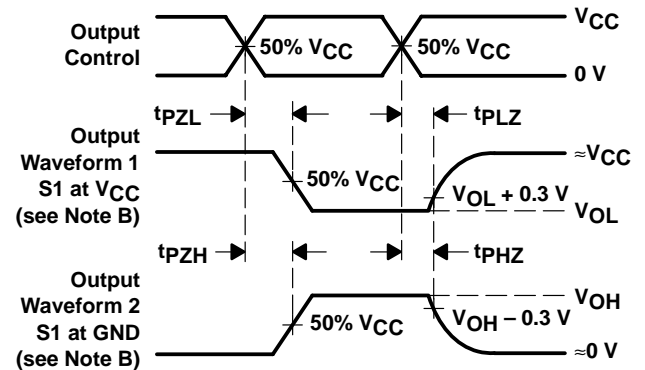 Output
Control
50% VCC
50% VCC
VCC
0 V
tPZL
tPLZ
Output
Waveform 1
S1 at VCC
(see Note B)
50% VCC
≈VCC
VOL + 0.3 V
VOL
tPZH
tPHZ
Output
Waveform 2
S1 at GND
(see Note B)
50% VCC
VOH
VOH – 0.3 V
≈0 V